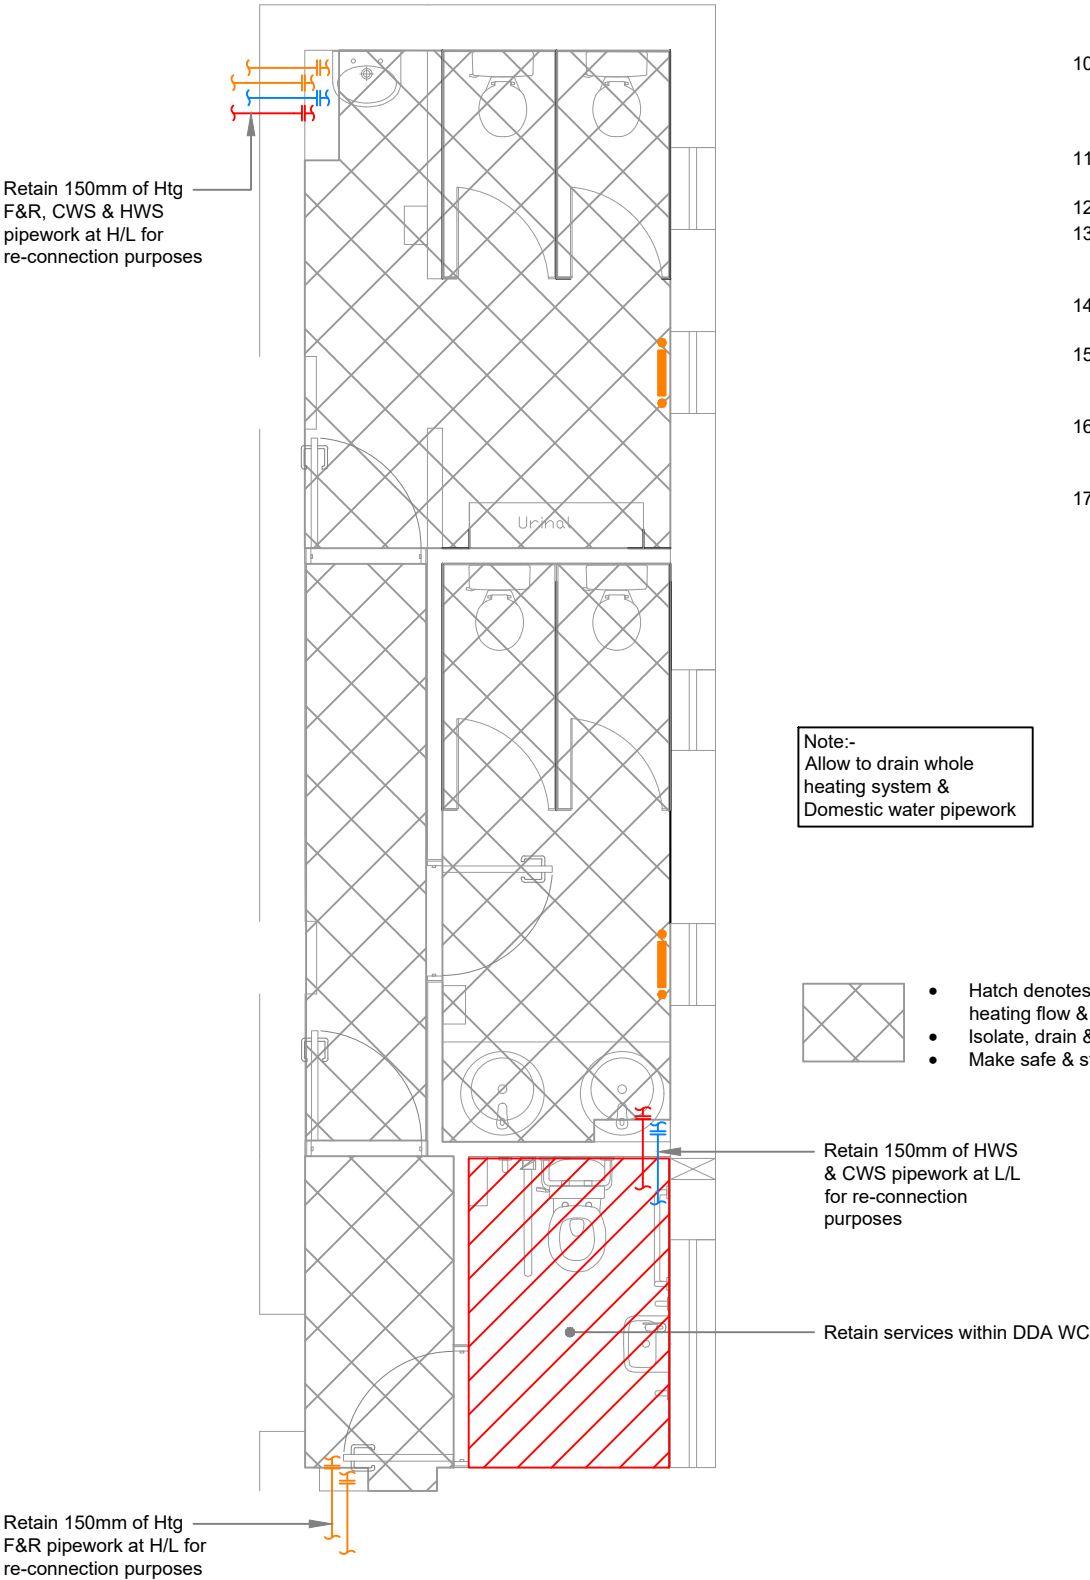 10
11
12
13
14
15
16
17
Retain 150mm of Htg
F&R, CWS & HWS
pipework at H/L for
re-connection purposes
Urinal
Note:-
Allow to drain whole
heating system &
Domestic water pipework
• Hatch denotes
heating flow &
• Isolate, drain &
• Make safe & s
Retain 150mm of HWS
& CWS pipework at L/L
for re-connection
purposes
Retain services within DDA WC
Retain 150mm of Htg
F&R pipework at H/L for
re-connection purposes